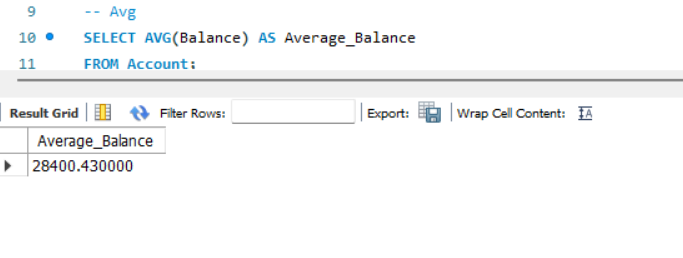 9 -- Avg
10 SELECT AVG(Balance) AS Average_Balance
11 FROM Account;
Result Grid Filter Rows: Export: Wrap Cell Content: IA
Average_Balance
28400.430000